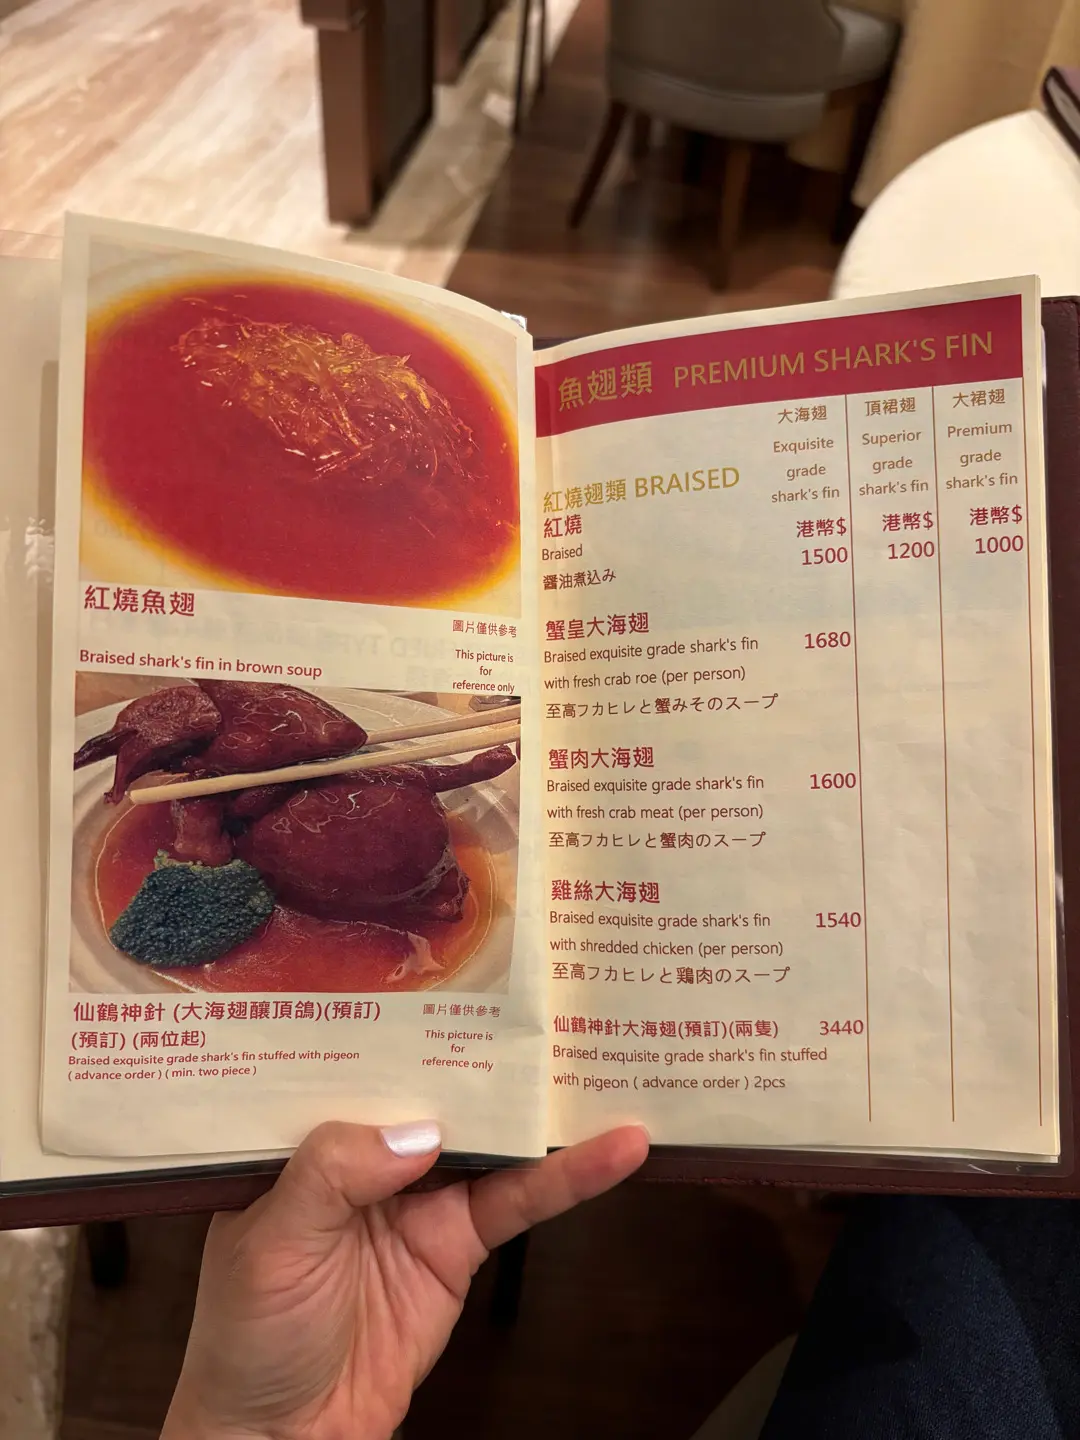 紅燒魚翅
Braised shark's fin in brown soup
圖片僅供參考
This picture is
for
reference only
仙鶴神針 (大海翅釀頂鴿)(預訂)
(預訂) (兩位起)
Braised exquisite grade shark's fin stuffed with pigeon
( advance order ) ( min. two piece )
圖片僅供參考
This picture is
for
reference only
魚翅類 PREMIUM SHARK'S FIN
大海翅
Exquisite
grade
shark's fin
頂裙翅
Superior
grade
shark's fin
大裙翅
Premium
grade
shark's fin
紅燒翅類 BRAISED
紅燒 港幣$ 港幣$ 港幣$
Braised 1500 1200 1000
醤油煮込み
蟹皇大海翅
Braised exquisite grade shark's fin 1680
with fresh crab roe (per person)
至高フカヒレと蟹みそのスープ
蟹肉大海翅
Braised exquisite grade shark's fin 1600
with fresh crab meat (per person)
至高フカヒレと蟹肉のスープ
雞絲大海翅
Braised exquisite grade shark's fin 1540
with shredded chicken (per person)
至高フカヒレと鶏肉のスープ
仙鶴神針大海翅(預訂)(兩隻) 3440
Braised exquisite grade shark's fin stuffed
with pigeon ( advance order ) 2pcs